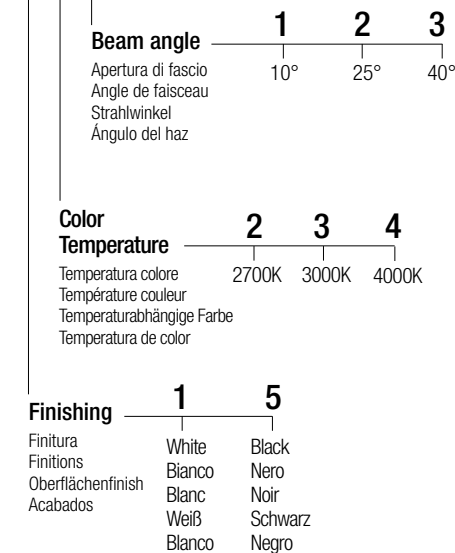 Beam angle 1 2 3
Apertura di fascio 10° 25° 40°
Angle de faisceau
Strahlwinkel
Ángulo del haz
Color
Temperature 2 3 4
Temperatura colore 2700K 3000K 4000K
Température couleur
Temperaturabhängige Farbe
Temperatura de color
Finishing 1 5
Finitura White Black
Finitions Bianco Nero
Oberflächenfinish Blanc Noir
Acabados Weiß Schwarz
Blanco Negro